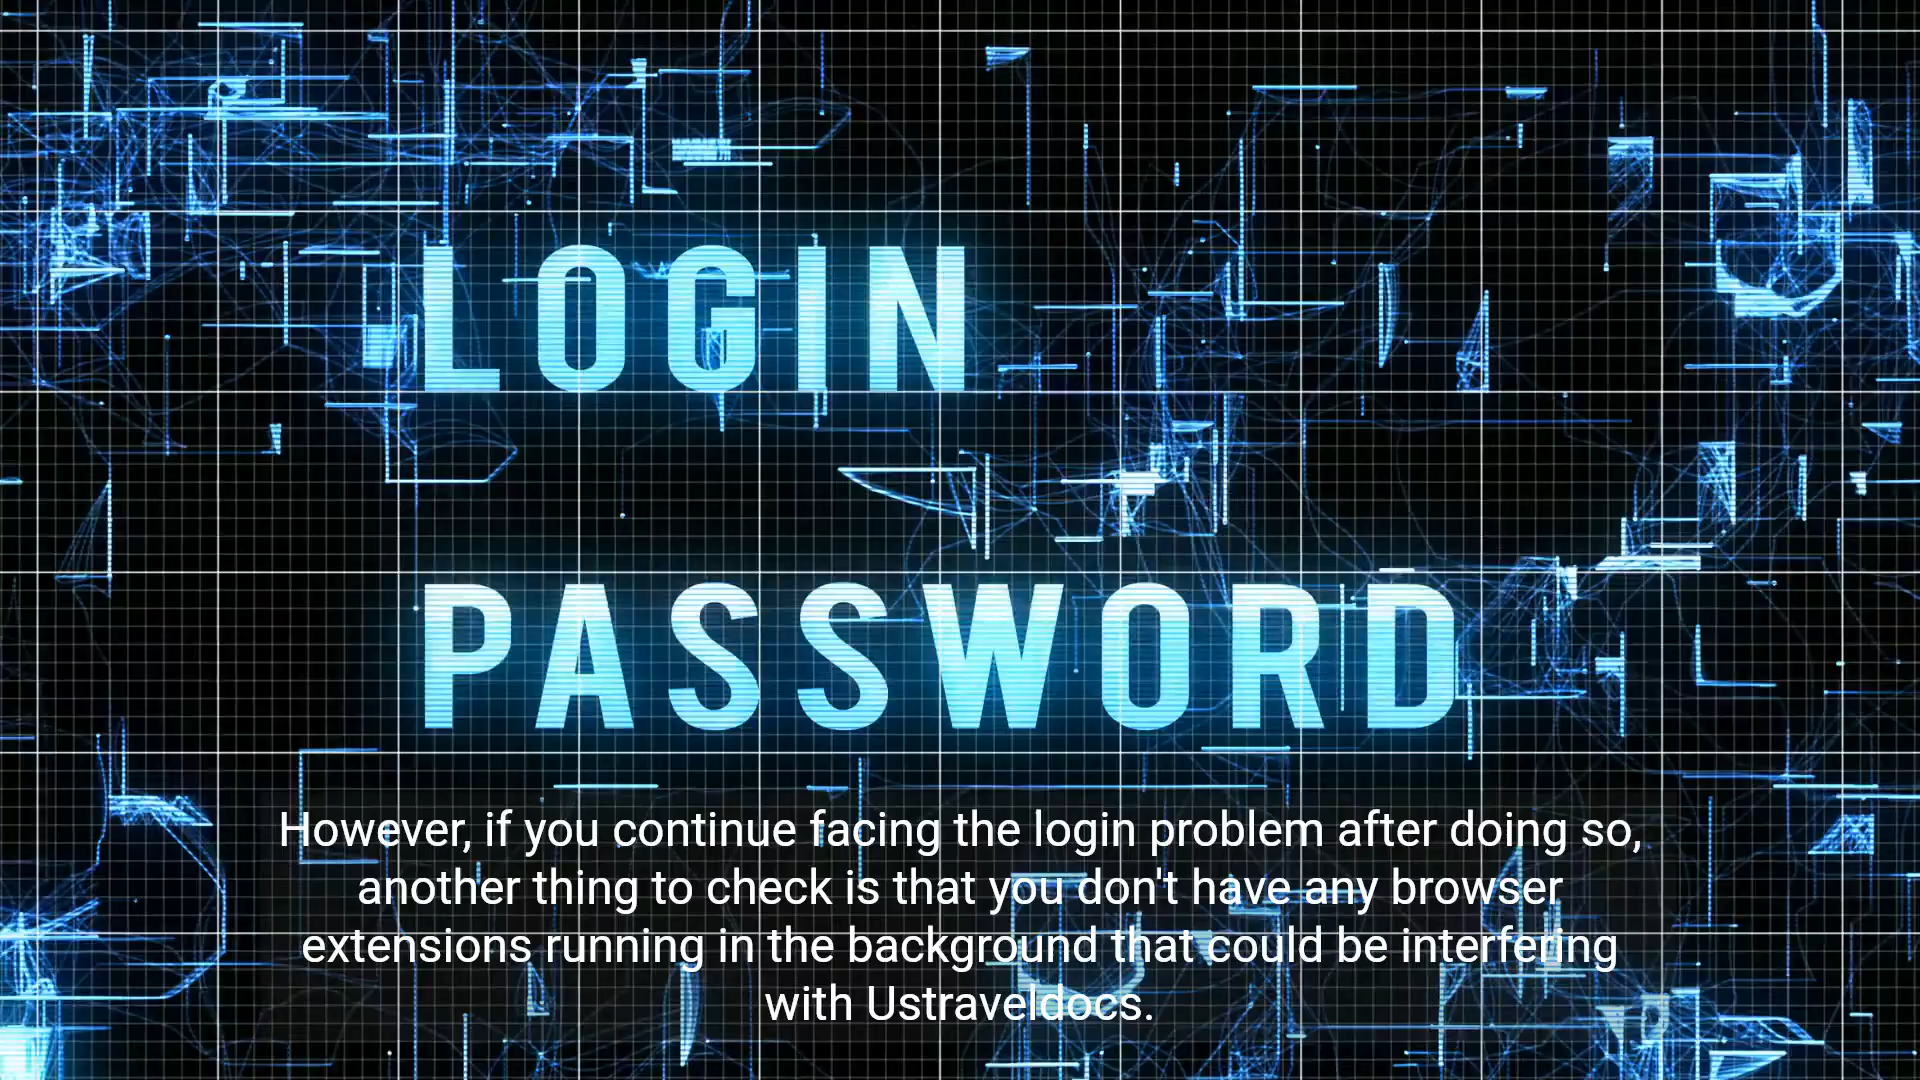 LOGIN
PASSWORD
However, if you continue facing the login problem after doing so,
another thing to check is that you don't have any browser
extensions running in the background that could be interfering
with Ustraveldocs.